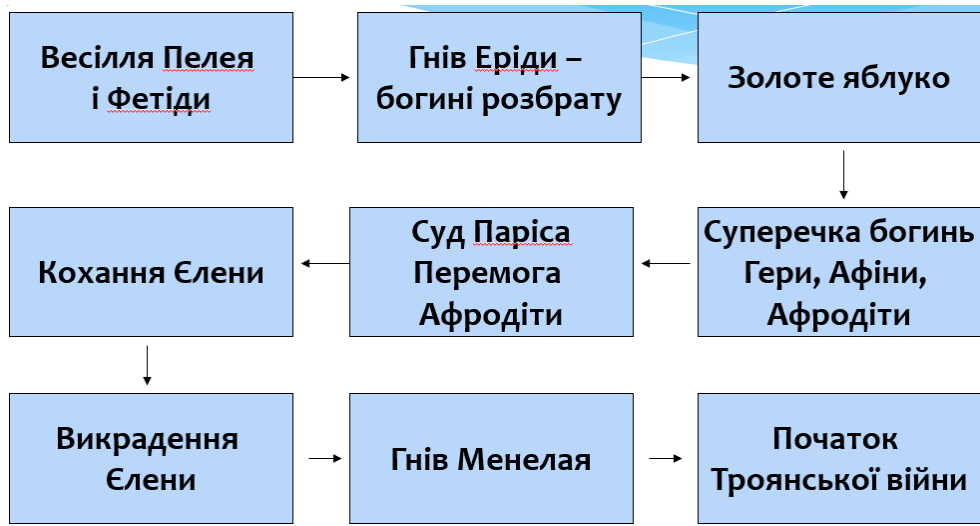 Весілля Пелея
і Фетіди
Гнів Еріди –
богині розбрату
Золоте яблуко
Суперечка богинь
Гери, Афіни,
Афродіти
Суд Паріса
Перемога
Афродіти
Кохання Єлени
Викрадення
Єлени
Гнів Менелая
Початок
Троянської війни